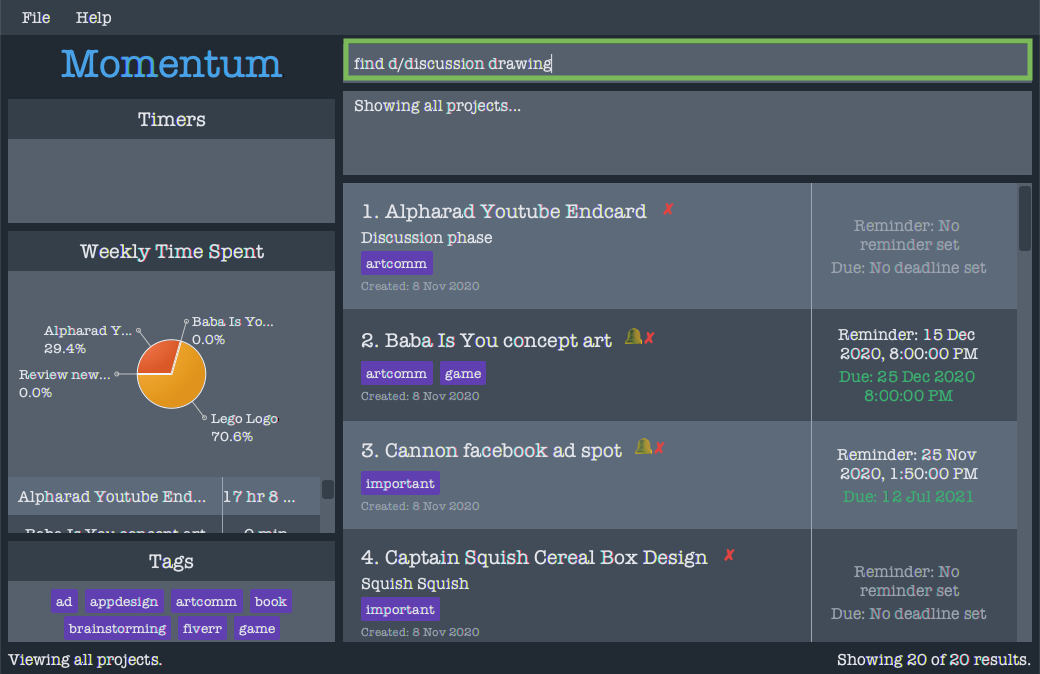 File Help
Momentum
find d/discussion drawing
Showing all projects...
Timers
Weekly Time Spent
Alpharad Y...
29.4%
Baba Is Yo...
0.0%
Review new...
0.0%
Lego Logo
70.6%
Alpharad Youtube End... 17 hr 8 ...
Baba Is You concept art 0 min
Tags
ad appdesign artcomm book
brainstorming fiverr game
1. Alpharad Youtube Endcard ✗
Discussion phase
artcomm
Created: 8 Nov 2020
Reminder: No
reminder set
Due: No deadline set
2. Baba Is You concept art ✗
artcomm game
Created: 8 Nov 2020
Reminder: 15 Dec
2020, 8:00:00 PM
Due: 25 Dec 2020
8:00:00 PM
3. Cannon facebook ad spot ✗
important
Created: 8 Nov 2020
Reminder: 25 Nov
2020, 1:50:00 PM
Due: 12 Jul 2021
4. Captain Squish Cereal Box Design ✗
Squish Squish
important
Created: 8 Nov 2020
Reminder: No
reminder set
Due: No deadline set
Viewing all projects.
Showing 20 of 20 results.